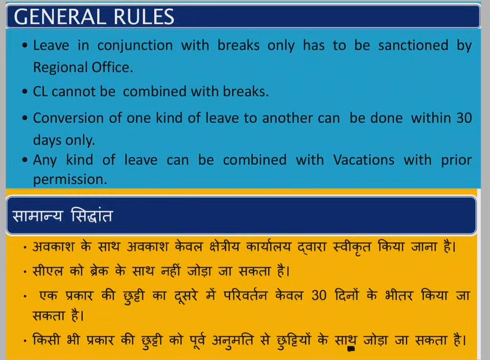 GENERAL RULES
• Leave in conjunction with breaks only has to be sanctioned by
Regional Office.
• CL cannot be combined with breaks.
• Conversion of one kind of leave to another can be done within 30
days only.
• Any kind of leave can be combined with Vacations with prior
permission.
सामान्य सिद्धांत
• अवकाश के साथ अवकाश केवल क्षेत्रीय कार्यालय द्वारा स्वीकृत किया जाना है।
• सीएल को ब्रेक के साथ नहीं जोड़ा जा सकता है।
• एक प्रकार की छुट्टी का दूसरे में परिवर्तन केवल 30 दिनों के भीतर किया जा
सकता है।
• किसी भी प्रकार की छुट्टी को पूर्व अनुमति से छुट्टियों के साथ जोड़ा जा सकता है।